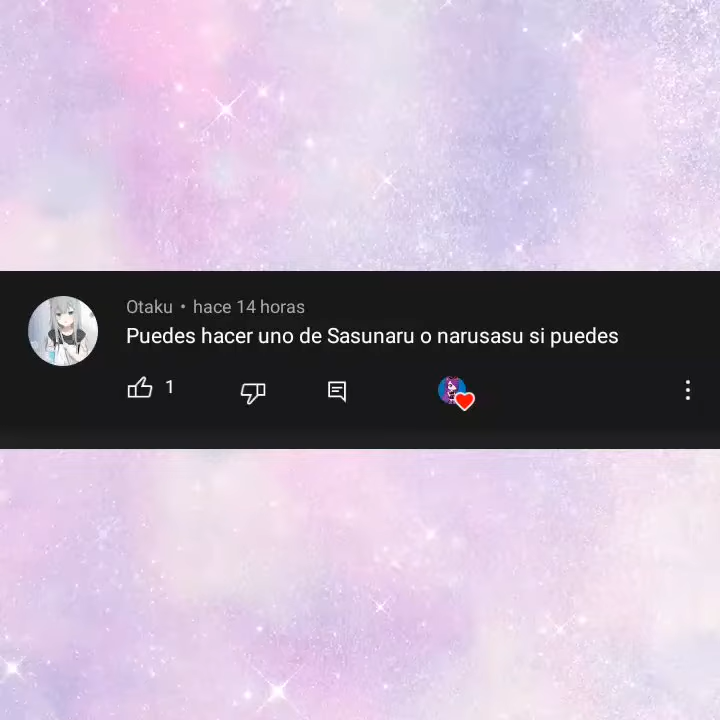 Otaku • hace 14 horas
Puedes hacer uno de Sasunaru o narusasu si puedes
1